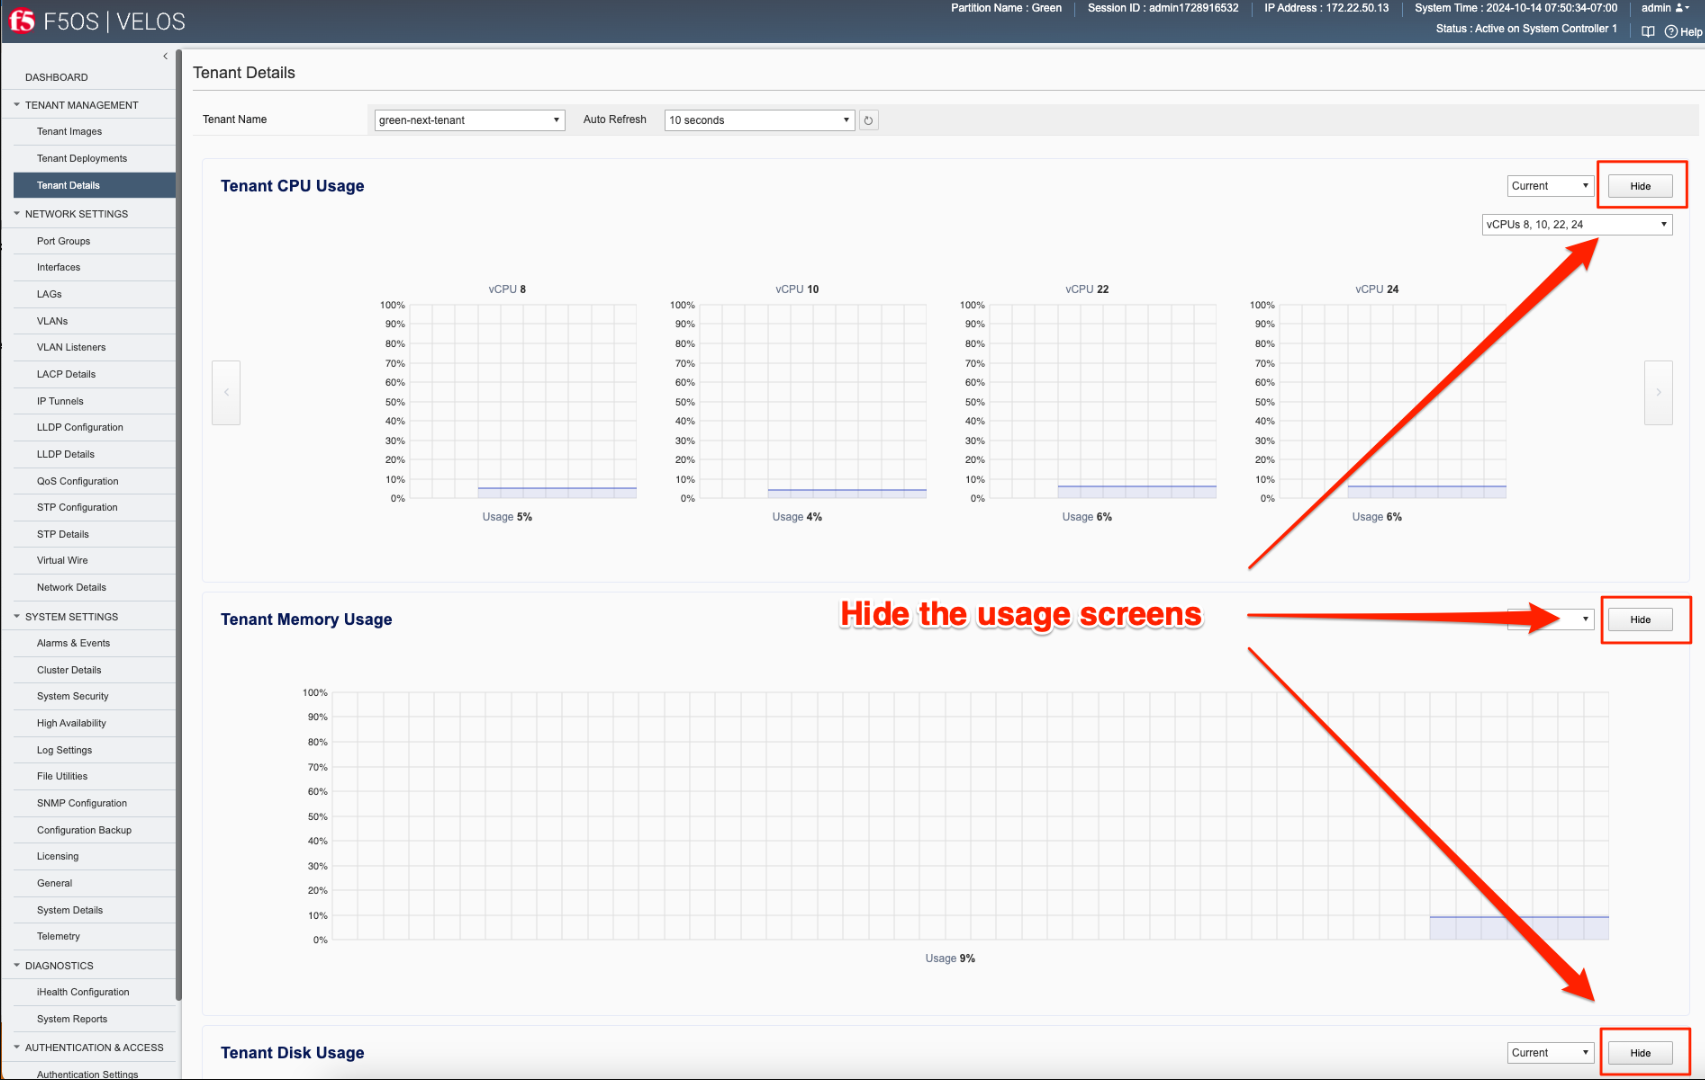 f5 F5OS | VELOS
Partition Name : Green
Session ID : admin1728916532
IP Address : 172.22.50.13
System Time : 2024-10-14 07:50:34-07:00
admin
Status : Active on System Controller 1
Help
DASHBOARD
TENANT MANAGEMENT
Tenant Images
Tenant Deployments
Tenant Details
NETWORK SETTINGS
Port Groups
Interfaces
LAGs
VLANs
VLAN Listeners
LACP Details
IP Tunnels
LLDP Configuration
LLDP Details
QoS Configuration
STP Configuration
STP Details
Virtual Wire
Network Details
SYSTEM SETTINGS
Alarms & Events
Cluster Details
System Security
High Availability
Log Settings
File Utilities
SNMP Configuration
Configuration Backup
Licensing
General
System Details
Telemetry
DIAGNOSTICS
iHealth Configuration
System Reports
AUTHENTICATION & ACCESS
Authentication Settings
Tenant Details
Tenant Name
green-next-tenant
Auto Refresh
10 seconds
Tenant CPU Usage
Current
Hide
vCPUs 8, 10, 22, 24
vCPU 8
100%
90%
80%
70%
60%
50%
40%
30%
20%
10%
0%
Usage 5%
vCPU 10
100%
90%
80%
70%
60%
50%
40%
30%
20%
10%
0%
Usage 4%
vCPU 22
100%
90%
80%
70%
60%
50%
40%
30%
20%
10%
0%
Usage 6%
vCPU 24
100%
90%
80%
70%
60%
50%
40%
30%
20%
10%
0%
Usage 6%
Tenant Memory Usage
Hide the usage screens
Hide
100%
90%
80%
70%
60%
50%
40%
30%
20%
10%
0%
Usage 9%
Tenant Disk Usage
Current
Hide